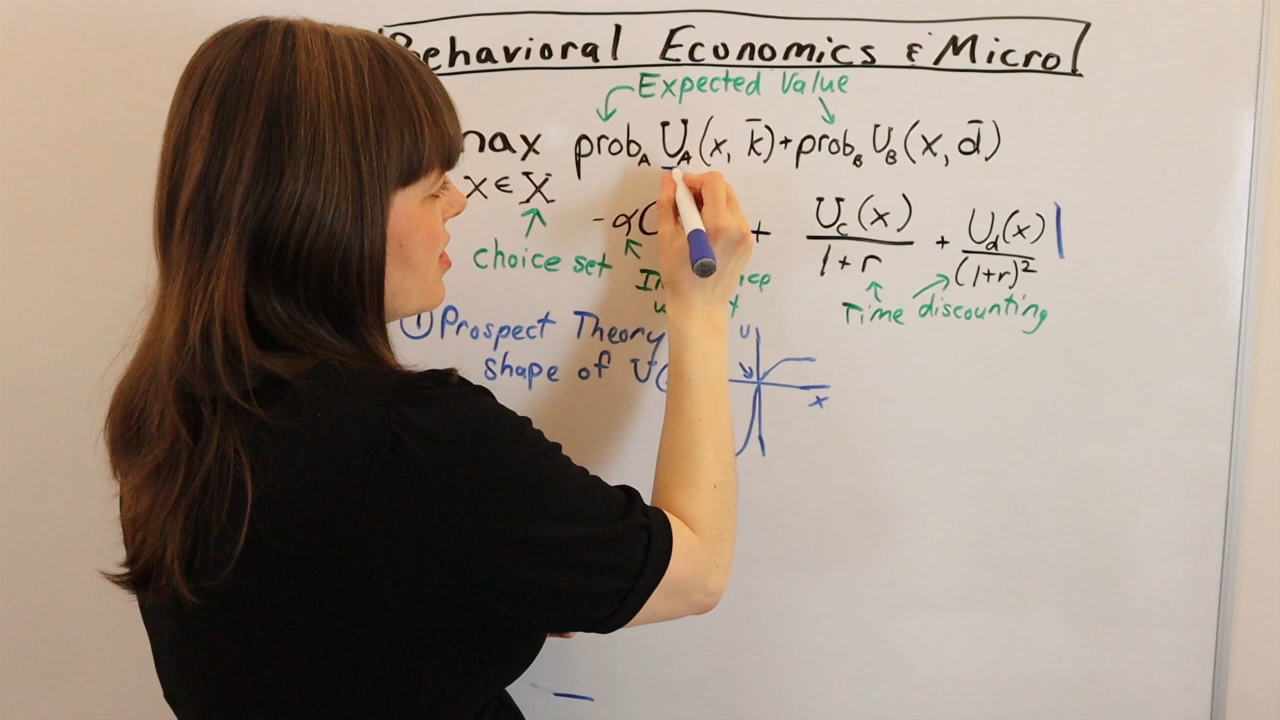 Behavioral Economics & Micro
Expected Value
max prob_A U_A(x, k̄) + prob_B U_B(x, d̄)
x ∈ X
-α( + U_c(x)/1+r + U_d(x)/(1+r)²
choice set
Time discounting
① Prospect Theory
shape of U(
U
x